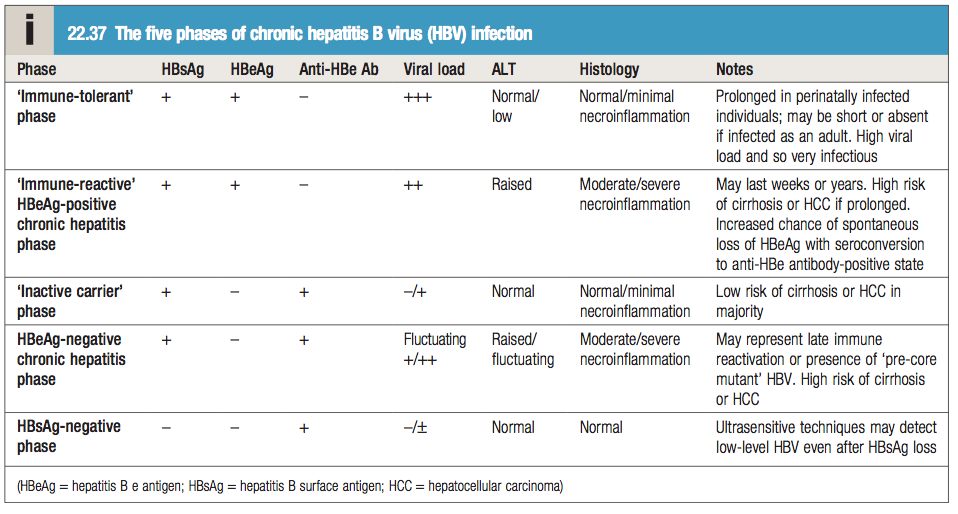 i
22.37 The five phases of chronic hepatitis B virus (HBV) infection
Phase HBsAg HBeAg Anti-HBe Ab Viral load ALT Histology Notes
‘Immune-tolerant’ + + – +++ Normal/ Normal/minimal Prolonged in perinatally infected
phase low necroinflammation individuals; may be short or absent
if infected as an adult. High viral
load and so very infectious
‘Immune-reactive’ + + – ++ Raised Moderate/severe May last weeks or years. High risk
HBeAg-positive necroinflammation of cirrhosis or HCC if prolonged.
chronic hepatitis Increased chance of spontaneous
phase loss of HBeAg with seroconversion
to anti-HBe antibody-positive state
‘Inactive carrier’ + – + –/+ Normal Normal/minimal Low risk of cirrhosis or HCC in
phase necroinflammation majority
HBeAg-negative + – + Fluctuating Raised/ Moderate/severe May represent late immune
chronic hepatitis +/++ fluctuating necroinflammation reactivation or presence of ‘pre-core
phase mutant’ HBV. High risk of cirrhosis
or HCC
HBsAg-negative – – + –/± Normal Normal Ultrasensitive techniques may detect
phase low-level HBV even after HBsAg loss
(HBeAg = hepatitis B e antigen; HBsAg = hepatitis B surface antigen; HCC = hepatocellular carcinoma)